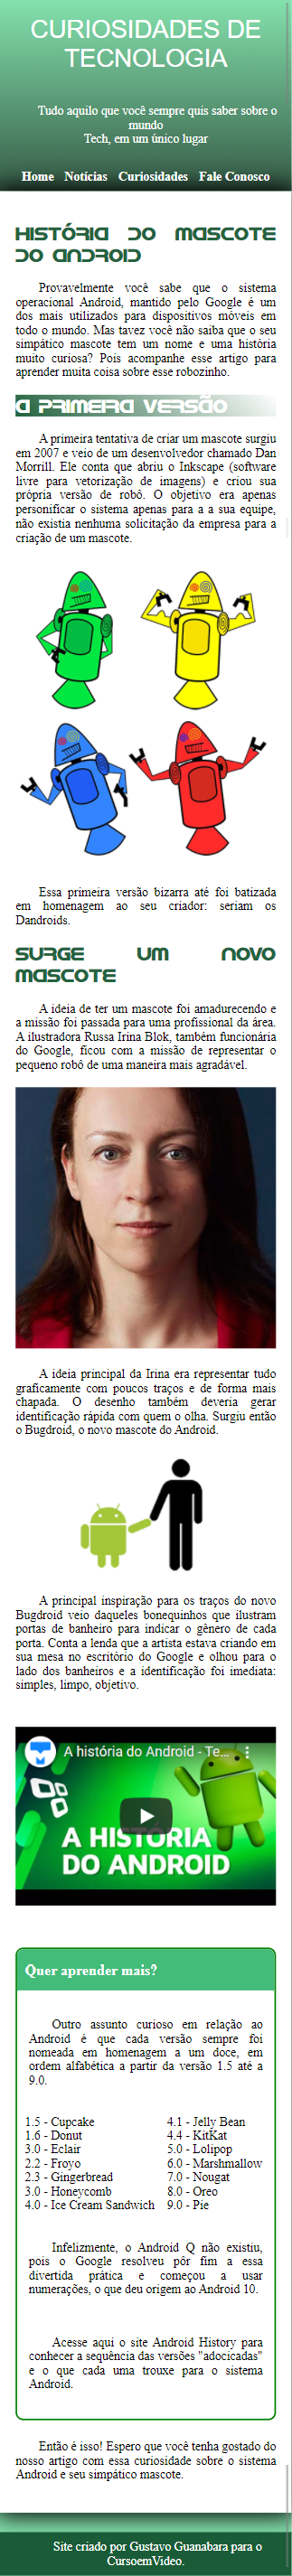 CURIOSIDADES DE
TECNOLOGIA
Tudo aquilo que você sempre quis saber sobre o
mundo
Tech, em um único lugar
Home Notícias Curiosidades Fale Conosco
HISTÓRIA DO MASCOTE
DO ANDROID
Provavelmente você sabe que o sistema
operacional Android, mantido pelo Google é um
dos mais utilizados para dispositivos móveis em
todo o mundo. Mas tavez você não saiba que o seu
simpático mascote tem um nome e uma história
muito curiosa? Pois acompanhe esse artigo para
aprender muita coisa sobre esse robozinho.
A PRIMEIRA VERSÃO
A primeira tentativa de criar um mascote surgiu
em 2007 e veio de um desenvolvedor chamado Dan
Morrill. Ele conta que abriu o Inkscape (software
livre para vetorização de imagens) e criou sua
própria versão de robô. O objetivo era apenas
personificar o sistema apenas para a a sua equipe,
não existia nenhuma solicitação da empresa para a
criação de um mascote.
Essa primeira versão bizarra até foi batizada
em homenagem ao seu criador: seriam os
Dandroids.
SURGE UM NOVO
MASCOTE
A ideia de ter um mascote foi amadurecendo e
a missão foi passada para uma profissional da área.
A ilustradora Russa Irina Blok, também funcionária
do Google, ficou com a missão de representar o
pequeno robô de uma maneira mais agradável.
A ideia principal da Irina era representar tudo
graficamente com poucos traços e de forma mais
chapada. O desenho também deveria gerar
identificação rápida com quem o olha. Surgiu então
o Bugdroid, o novo mascote do Android.
A principal inspiração para os traços do novo
Bugdroid veio daqueles bonequinhos que ilustram
portas de banheiro para indicar o gênero de cada
porta. Conta a lenda que a artista estava criando em
sua mesa no escritório do Google e olhou para o
lado dos banheiros e a identificação foi imediata:
simples, limpo, objetivo.
A história do Android - Te...
A HISTÓRIA
DO ANDROID
Quer aprender mais?
Outro assunto curioso em relação ao
Android é que cada versão sempre foi
nomeada em homenagem a um doce, em
ordem alfabética a partir da versão 1.5 até a
9.0.
1.5 - Cupcake
1.6 - Donut
3.0 - Eclair
2.2 - Froyo
2.3 - Gingerbread
3.0 - Honeycomb
4.0 - Ice Cream Sandwich
4.1 - Jelly Bean
4.4 - KitKat
5.0 - Lolipop
6.0 - Marshmallow
7.0 - Nougat
8.0 - Oreo
9.0 - Pie
Infelizmente, o Android Q não existiu,
pois o Google resolveu pôr fim a essa
divertida prática e começou a usar
numerações, o que deu origem ao Android 10.
Acesse aqui o site Android History para
conhecer a sequência das versões "adocicadas"
e o que cada uma trouxe para o sistema
Android.
Então é isso! Espero que você tenha gostado do
nosso artigo com essa curiosidade sobre o sistema
Android e seu simpático mascote.
Site criado por Gustavo Guanabara para o
CursoemVideo.